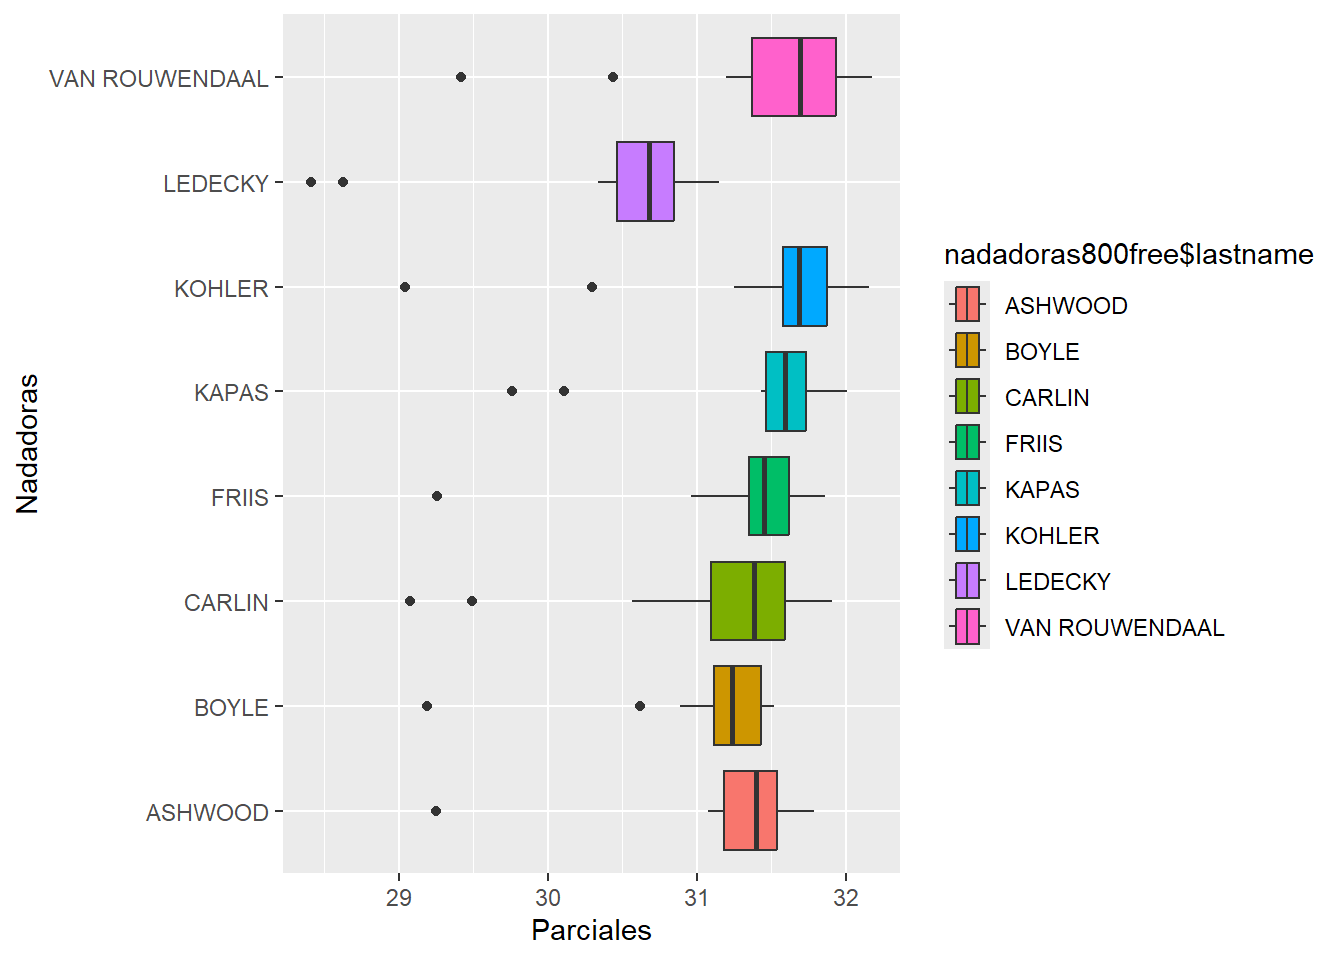 VAN ROUWENDAAL
LEDECKY
KOHLER
KAPAS
FRIIS
CARLIN
BOYLE
ASHWOOD
Nadadoras
29 30 31 32
Parciales
nadadoras800free$lastname
ASHWOOD
BOYLE
CARLIN
FRIIS
KAPAS
KOHLER
LEDECKY
VAN ROUWENDAAL